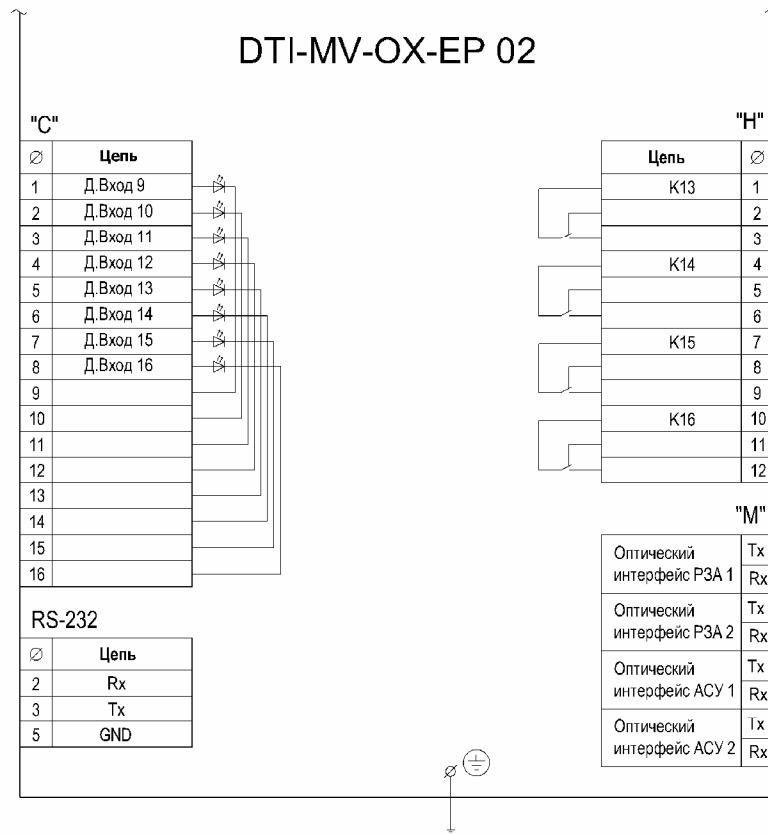 DTI-MV-OX-EP 02
"C"
∅ Цепь
1 Д.Вход 9
2 Д.Вход 10
3 Д.Вход 11
4 Д.Вход 12
5 Д.Вход 13
6 Д.Вход 14
7 Д.Вход 15
8 Д.Вход 16
9
10
11
12
13
14
15
16
RS-232
∅ Цепь
2 Rx
3 Tx
5 GND
"H"
Цепь ∅
K13 1
2
3
K14 4
5
6
K15 7
8
9
K16 10
11
12
"M"
Оптический Tx
интерфейс РЗА 1 Rx
Оптический Tx
интерфейс РЗА 2 Rx
Оптический Tx
интерфейс АСУ 1 Rx
Оптический Tx
интерфейс АСУ 2 Rx